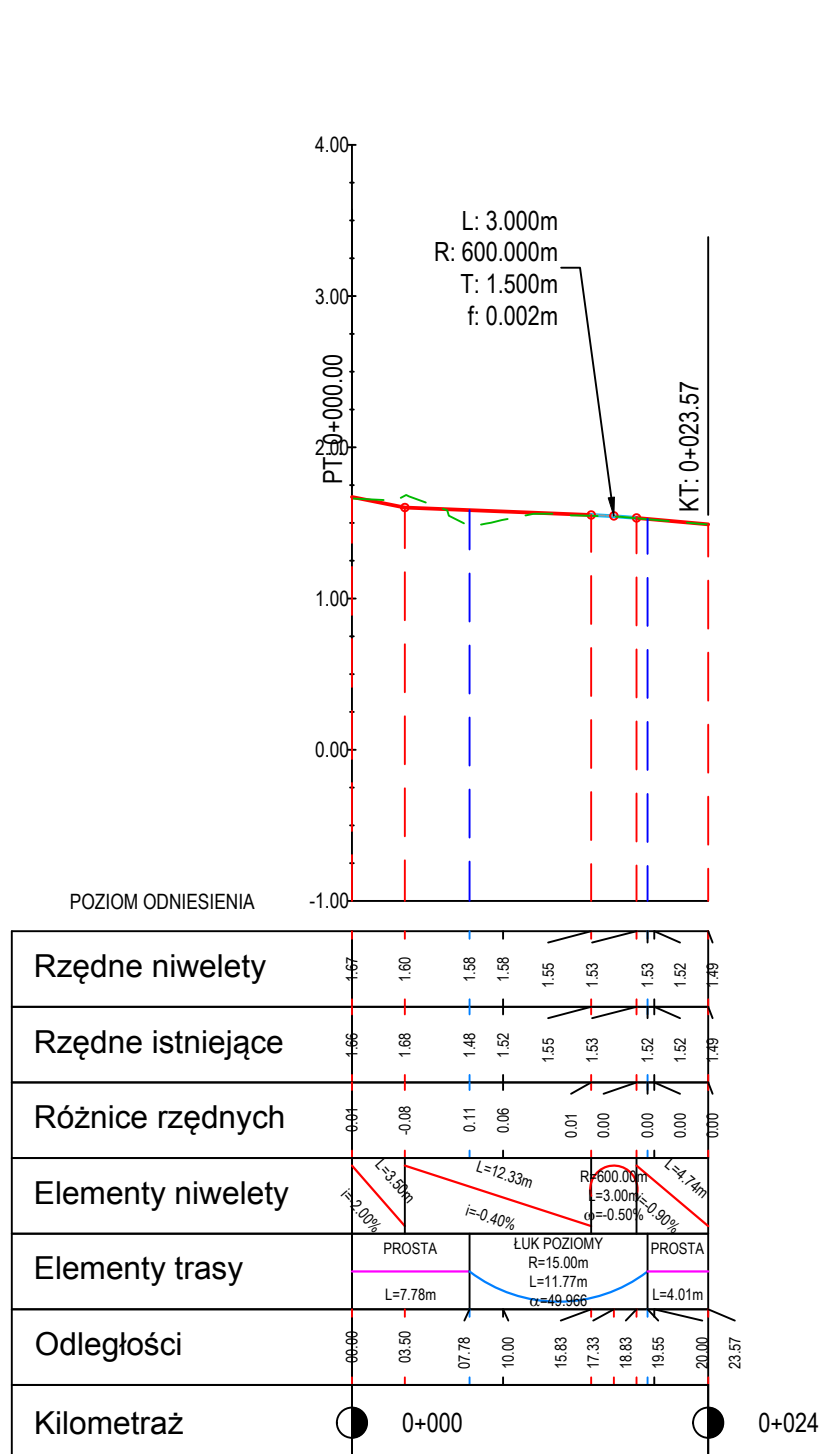 4.00
L: 3.000m
R: 600.000m
T: 1.500m
f: 0.002m
3.00
PT: 0+000.00
KT: 0+023.57
2.00
1.00
0.00
POZIOM ODNIESIENIA -1.00
Rzędne niwelety 1.67 1.60 1.58 1.58 1.55 1.53 1.53 1.52 1.49
Rzędne istniejące 1.66 1.68 1.48 1.52 1.55 1.53 1.52 1.52 1.49
Różnice rzędnych 0.01 -0.08 0.11 0.06 0.01 0.00 0.00 0.00 0.00
Elementy niwelety
L=3.50m
i=-2.00%
L=12.33m
i=-0.40%
R=600.00m
L=3.00m
ω=-0.50%
L=4.74m
i=-0.90%
Elementy trasy
PROSTA
L=7.78m
ŁUK POZIOMY
R=15.00m
L=11.77m
α=49.966
PROSTA
L=4.01m
Odległości 00.00 03.50 07.78 10.00 15.83 17.33 18.83 19.55 20.00 23.57
Kilometraż 0+000 0+024